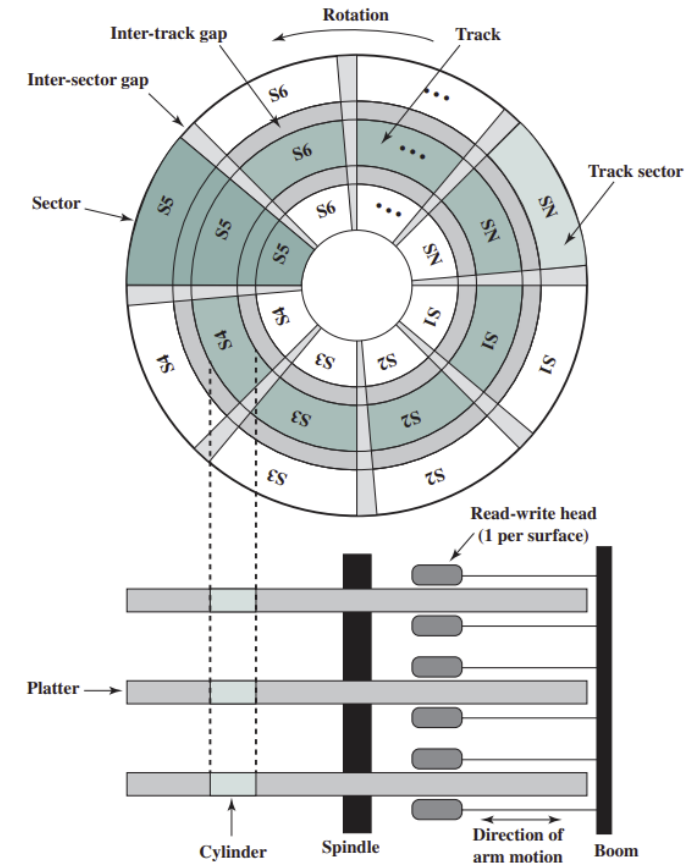 Rotation
Inter-track gap
Track
Inter-sector gap
S6
•••
Track sector
S6
•••
Sector
S5
S5
S5
S6
•••
SN
SN
SN
S4
S4
S4
S1
S1
S1
S3
S2
S3
S2
S3
S2
Read-write head
(1 per surface)
Platter
Cylinder
Spindle
Direction of
arm motion
Boom